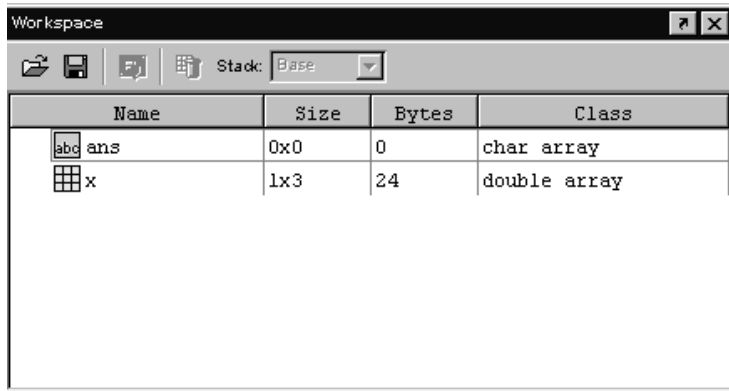 Workspace
Stack: Base
Name Size Bytes Class
abc ans 0x0 0 char array
x 1x3 24 double array